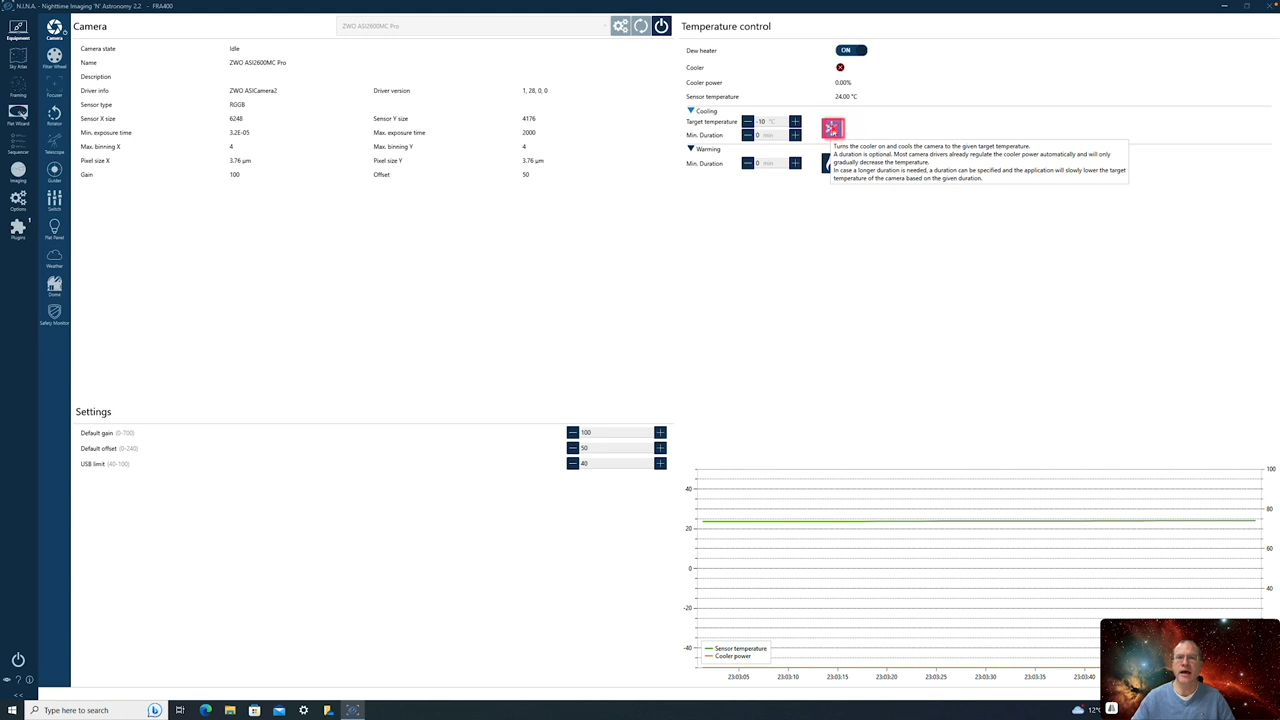 N.I.N.A. - Nighttime Imaging 'N' Astronomy 2.2 - FRA400
Equipment
Sky Atlas
Framing
Flat Wizard
Sequencer
Imaging
Options
Plugins
1
Camera
Filter Wheel
Focuser
Rotator
Telescope
Guider
Switch
Flat Panel
Weather
Dome
Safety Monitor
Camera
ZWO ASI2600MC Pro
Camera state Idle
Name ZWO ASI2600MC Pro
Description
Driver info ZWO ASICamera2 Driver version 1, 28, 0, 0
Sensor type RGGB
Sensor X size 6248 Sensor Y size 4176
Min. exposure time 3.2E-05 Max. exposure time 2000
Max. binning X 4 Max. binning Y 4
Pixel size X 3.76 µm Pixel size Y 3.76 µm
Gain 100 Offset 50
Temperature control
Dew heater ON
Cooler
Cooler power 0.00%
Sensor temperature 24.00 °C
Cooling
Target temperature -10 °C
Min. Duration 0 min
Warming
Min. Duration 0 min
Turns the cooler on and cools the camera to the given target temperature.
A duration is optional. Most camera drivers already regulate the cooler power automatically and will only
gradually decrease the temperature.
In case a longer duration is needed, a duration can be specified and the application will slowly lower the target
temperature of the camera based on the given duration.
Settings
Default gain (0-700) 100
Default offset (0-240) 50
USB limit (40-100) 40
40
20
0
-20
-40
100
80
60
40
Sensor temperature
Cooler power
23:03:05 23:03:10 23:03:15 23:03:20 23:03:25 23:03:30 23:03:35 23:03:40
<<
Type here to search
12°